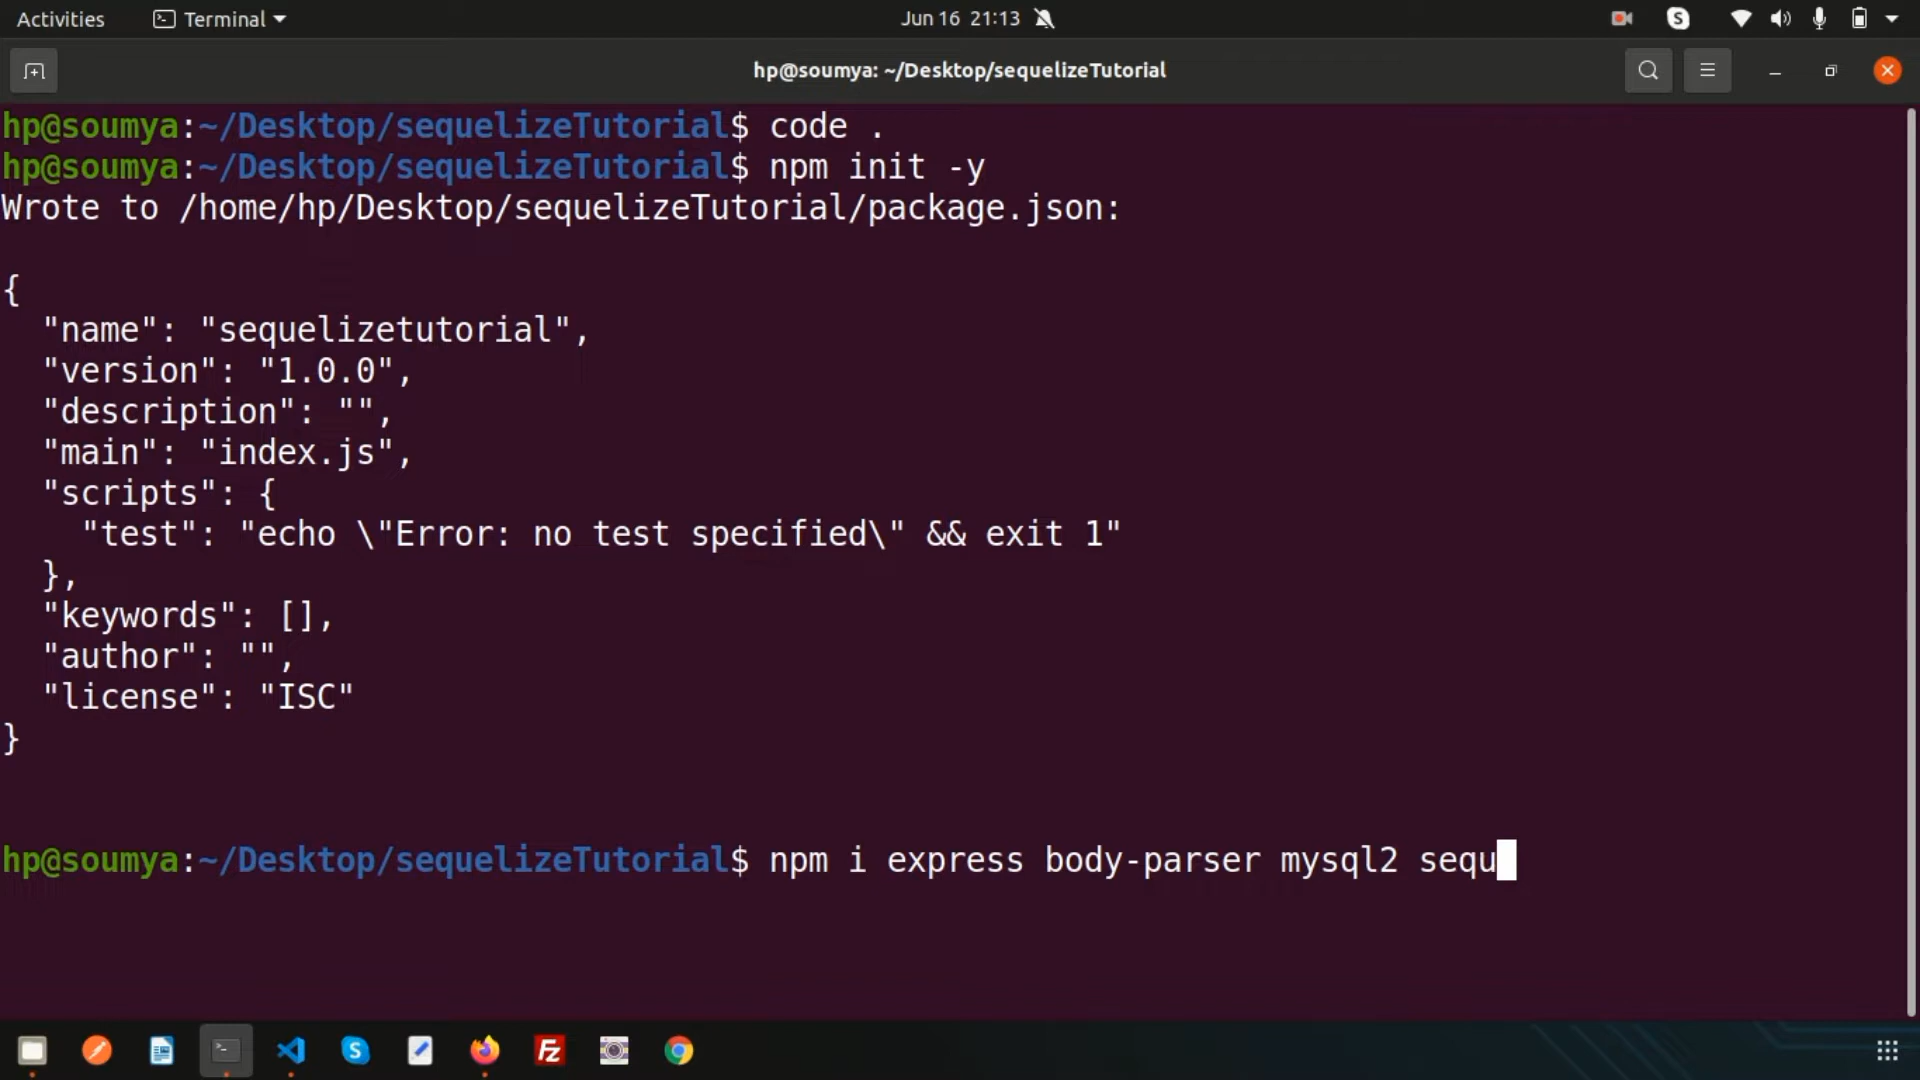 Activities Terminal Jun 16 21:13
hp@soumya: ~/Desktop/sequelizeTutorial
hp@soumya:~/Desktop/sequelizeTutorial$ code .
hp@soumya:~/Desktop/sequelizeTutorial$ npm init -y
Wrote to /home/hp/Desktop/sequelizeTutorial/package.json:
{
  "name": "sequelizetutorial",
  "version": "1.0.0",
  "description": "",
  "main": "index.js",
  "scripts": {
    "test": "echo \"Error: no test specified\" && exit 1"
  },
  "keywords": [],
  "author": "",
  "license": "ISC"
}
hp@soumya:~/Desktop/sequelizeTutorial$ npm i express body-parser mysql2 sequ